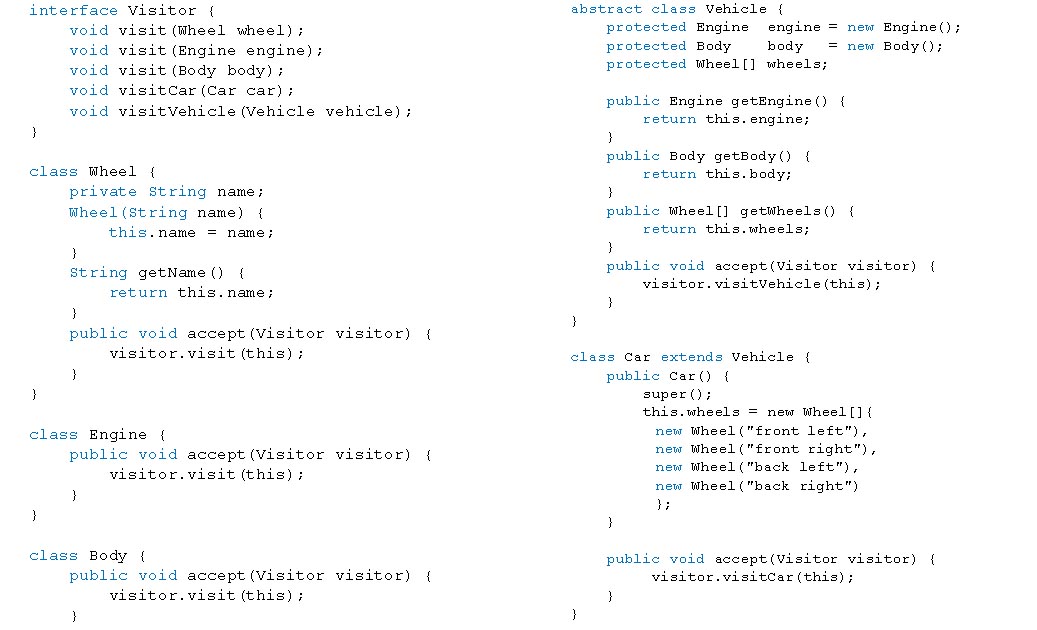 interface Visitor {
    void visit(Wheel wheel);
    void visit(Engine engine);
    void visit(Body body);
    void visitCar(Car car);
    void visitVehicle(Vehicle vehicle);
}

class Wheel {
    private String name;
    Wheel(String name) {
        this.name = name;
    }
    String getName() {
        return this.name;
    }
    public void accept(Visitor visitor) {
        visitor.visit(this);
    }
}

class Engine {
    public void accept(Visitor visitor) {
        visitor.visit(this);
    }
}

class Body {
    public void accept(Visitor visitor) {
        visitor.visit(this);
    }

abstract class Vehicle {
    protected Engine  engine = new Engine();
    protected Body    body   = new Body();
    protected Wheel[] wheels;

    public Engine getEngine() {
        return this.engine;
    }
    public Body getBody() {
        return this.body;
    }
    public Wheel[] getWheels() {
        return this.wheels;
    }
    public void accept(Visitor visitor) {
        visitor.visitVehicle(this);
    }
}

class Car extends Vehicle {
    public Car() {
        super();
        this.wheels = new Wheel[]{
         new Wheel("front left"),
         new Wheel("front right"),
         new Wheel("back left"),
         new Wheel("back right")
         };
    }

    public void accept(Visitor visitor) {
         visitor.visitCar(this);
    }
}